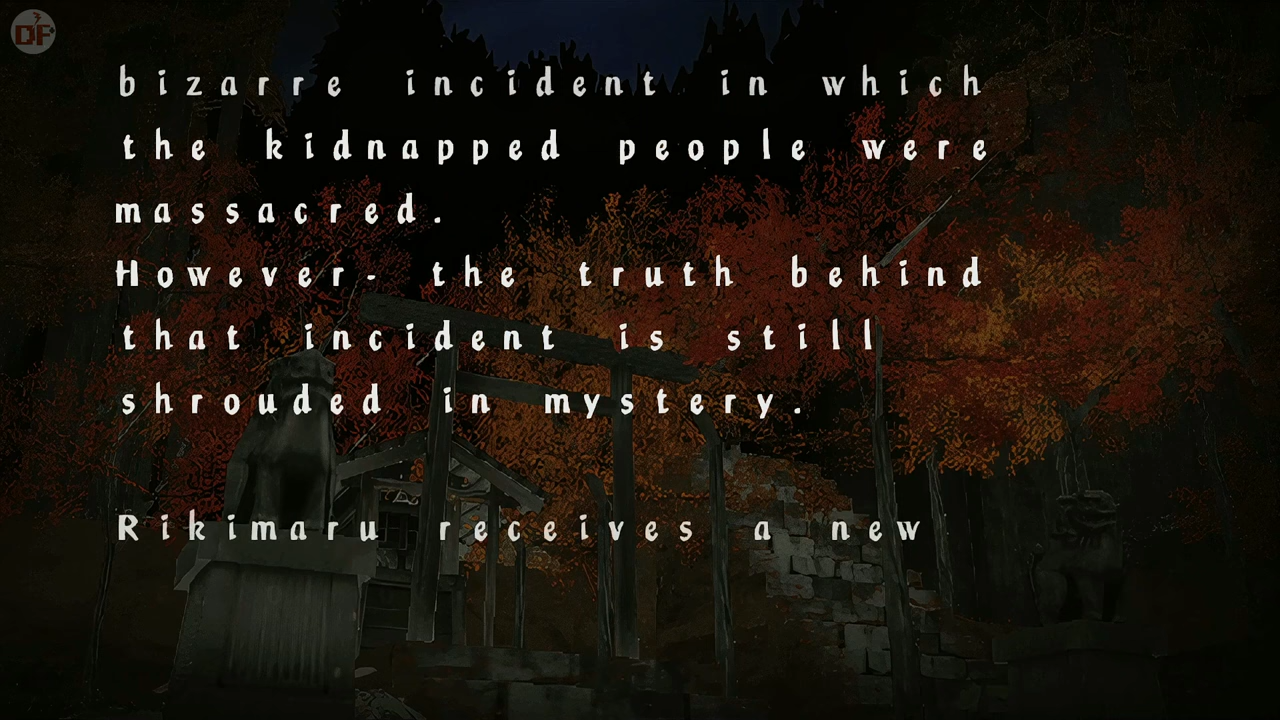 DF
bizarre incident in which
the kidnapped people were
massacred.
However- the truth behind
that incident is still
shrouded in mystery.
Rikimaru receives a new